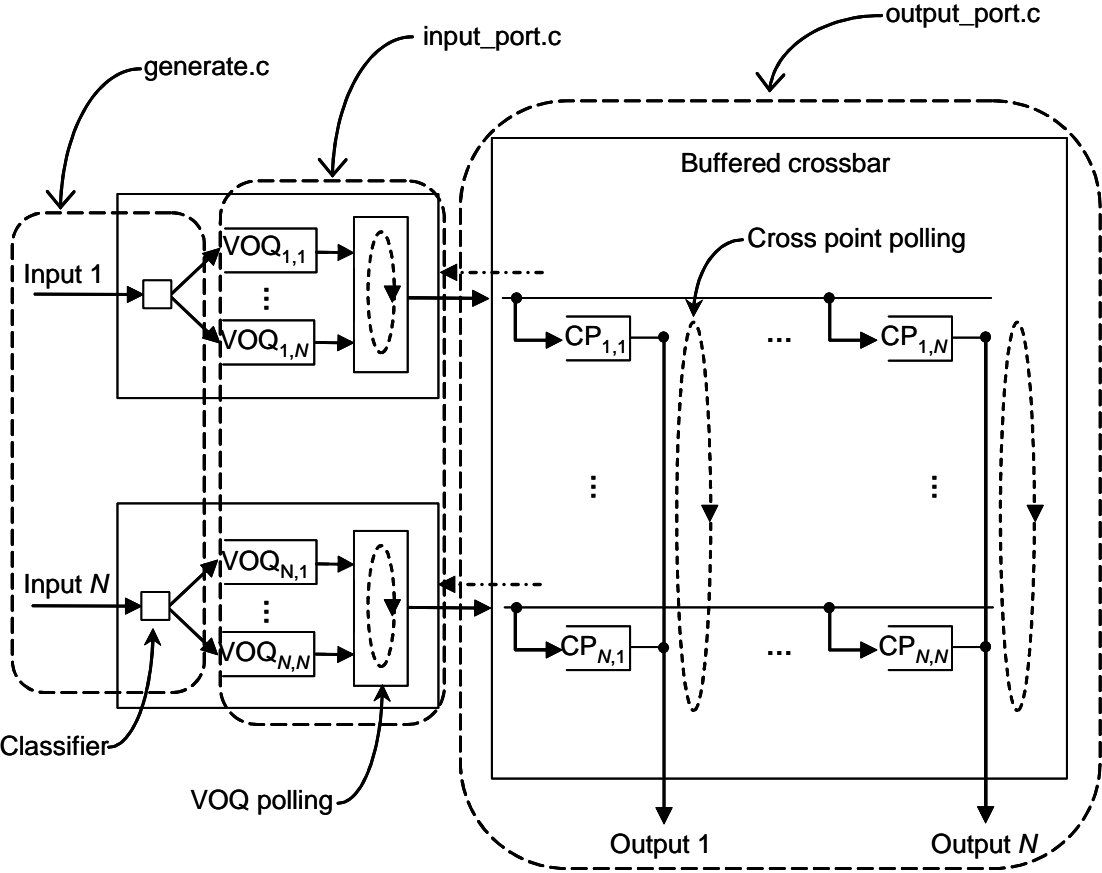 output_port.c
input_port.c
generate.c
Buffered crossbar
Cross point polling
Input 1
VOQ1,1
...
VOQ1,N
CP1,1
...
CP1,N
...
...
Input N
VOQN,1
...
VOQN,N
CPN,1
...
CPN,N
Classifier
VOQ polling
Output 1
Output N